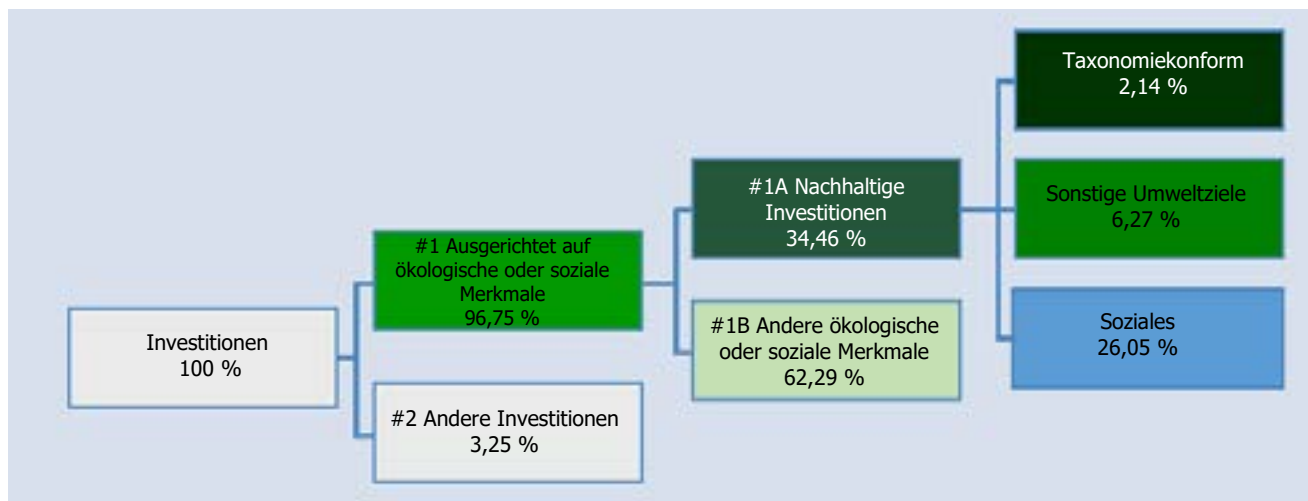 Investitionen
100 %
#1 Ausgerichtet auf
ökologische oder soziale
Merkmale
96,75 %
#2 Andere Investitionen
3,25 %
#1A Nachhaltige
Investitionen
34,46 %
#1B Andere ökologische
oder soziale Merkmale
62,29 %
Taxonomiekonform
2,14 %
Sonstige Umweltziele
6,27 %
Soziales
26,05 %